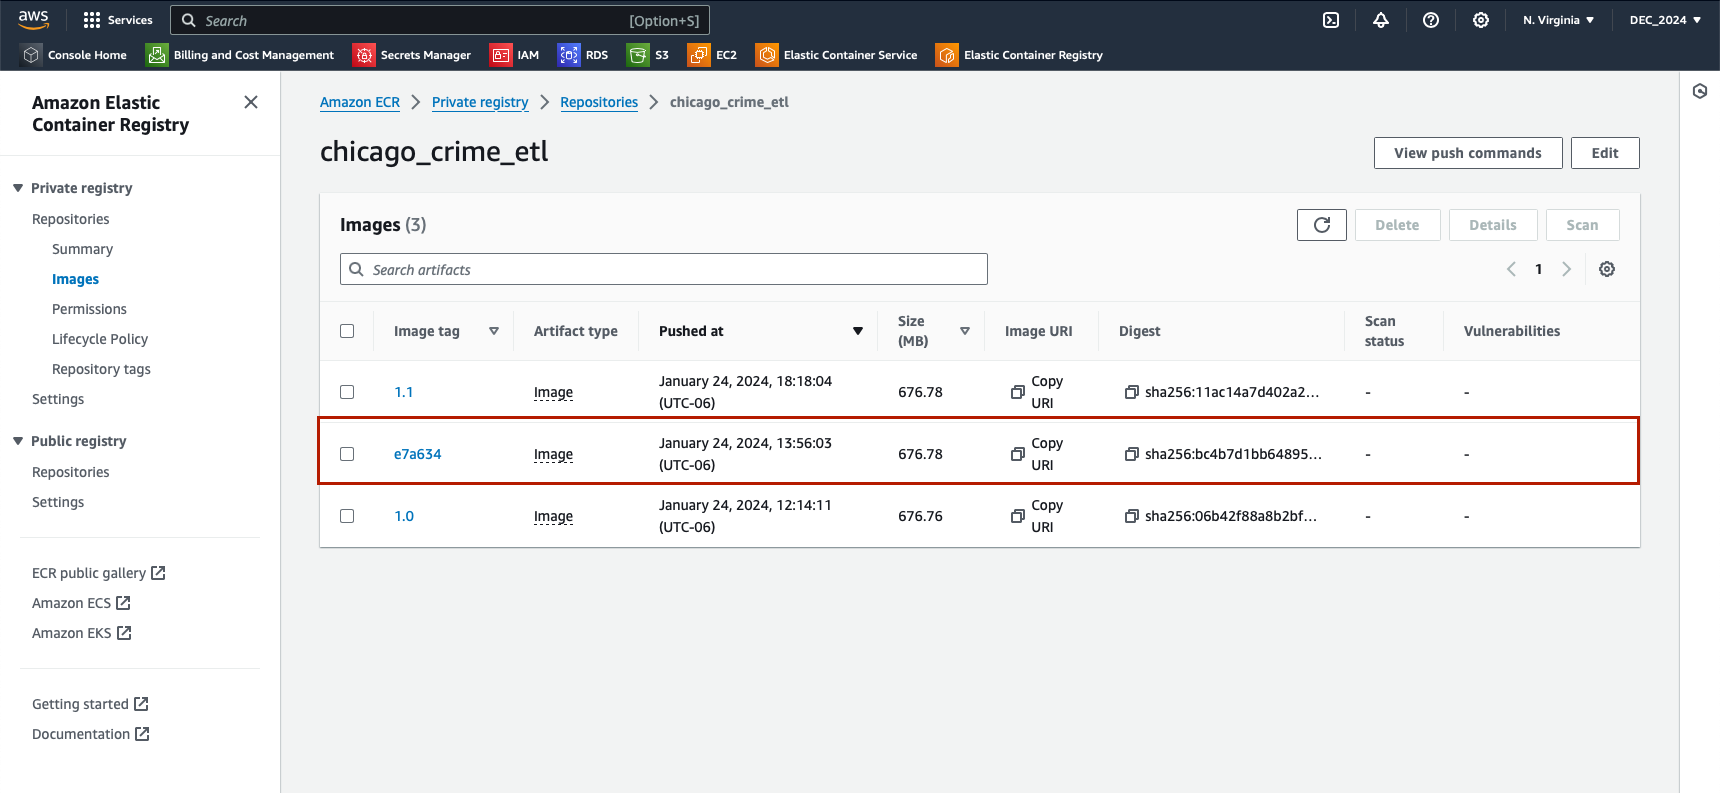 aws Services Search [Option+S] N. Virginia DEC_2024
Console Home Billing and Cost Management Secrets Manager IAM RDS S3 EC2 Elastic Container Service Elastic Container Registry
Amazon Elastic
Container Registry
Private registry
Repositories
Summary
Images
Permissions
Lifecycle Policy
Repository tags
Settings
Public registry
Repositories
Settings
ECR public gallery
Amazon ECS
Amazon EKS
Getting started
Documentation
Amazon ECR Private registry Repositories chicago_crime_etl
chicago_crime_etl
View push commands Edit
Images (3)
Delete Details Scan
Search artifacts
1
Image tag Artifact type Pushed at Size
(MB) Image URI Digest Scan
status Vulnerabilities
1.1 Image January 24, 2024, 18:18:04
(UTC-06) 676.78 Copy
URI sha256:11ac14a7d402a2... - -
e7a634 Image January 24, 2024, 13:56:03
(UTC-06) 676.78 Copy
URI sha256:bc4b7d1bb64895... - -
1.0 Image January 24, 2024, 12:14:11
(UTC-06) 676.76 Copy
URI sha256:06b42f88a8b2bf... - -